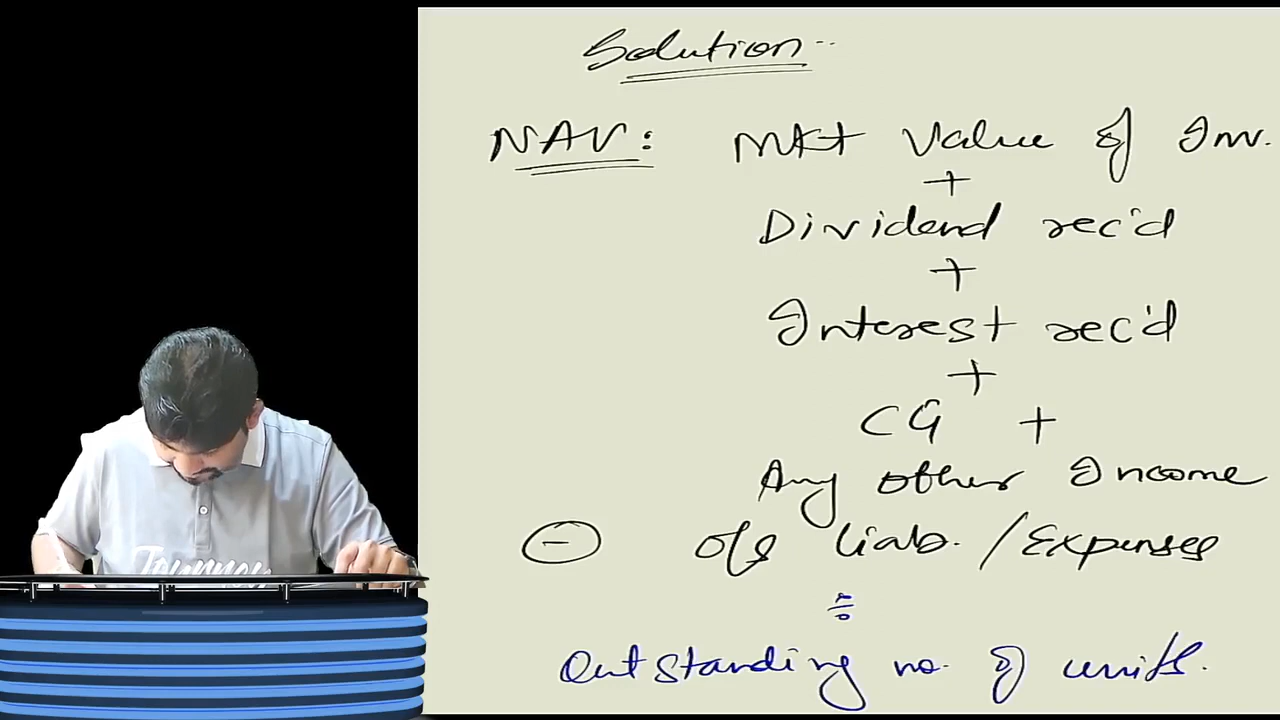 Solution..
NAV: Mkt Value of Inv.
+
Dividend rec'd
+
Interest rec'd
+
CG +
Any other Income
- o/s liab. / Expenses
÷
Outstanding no. of units.
Journey